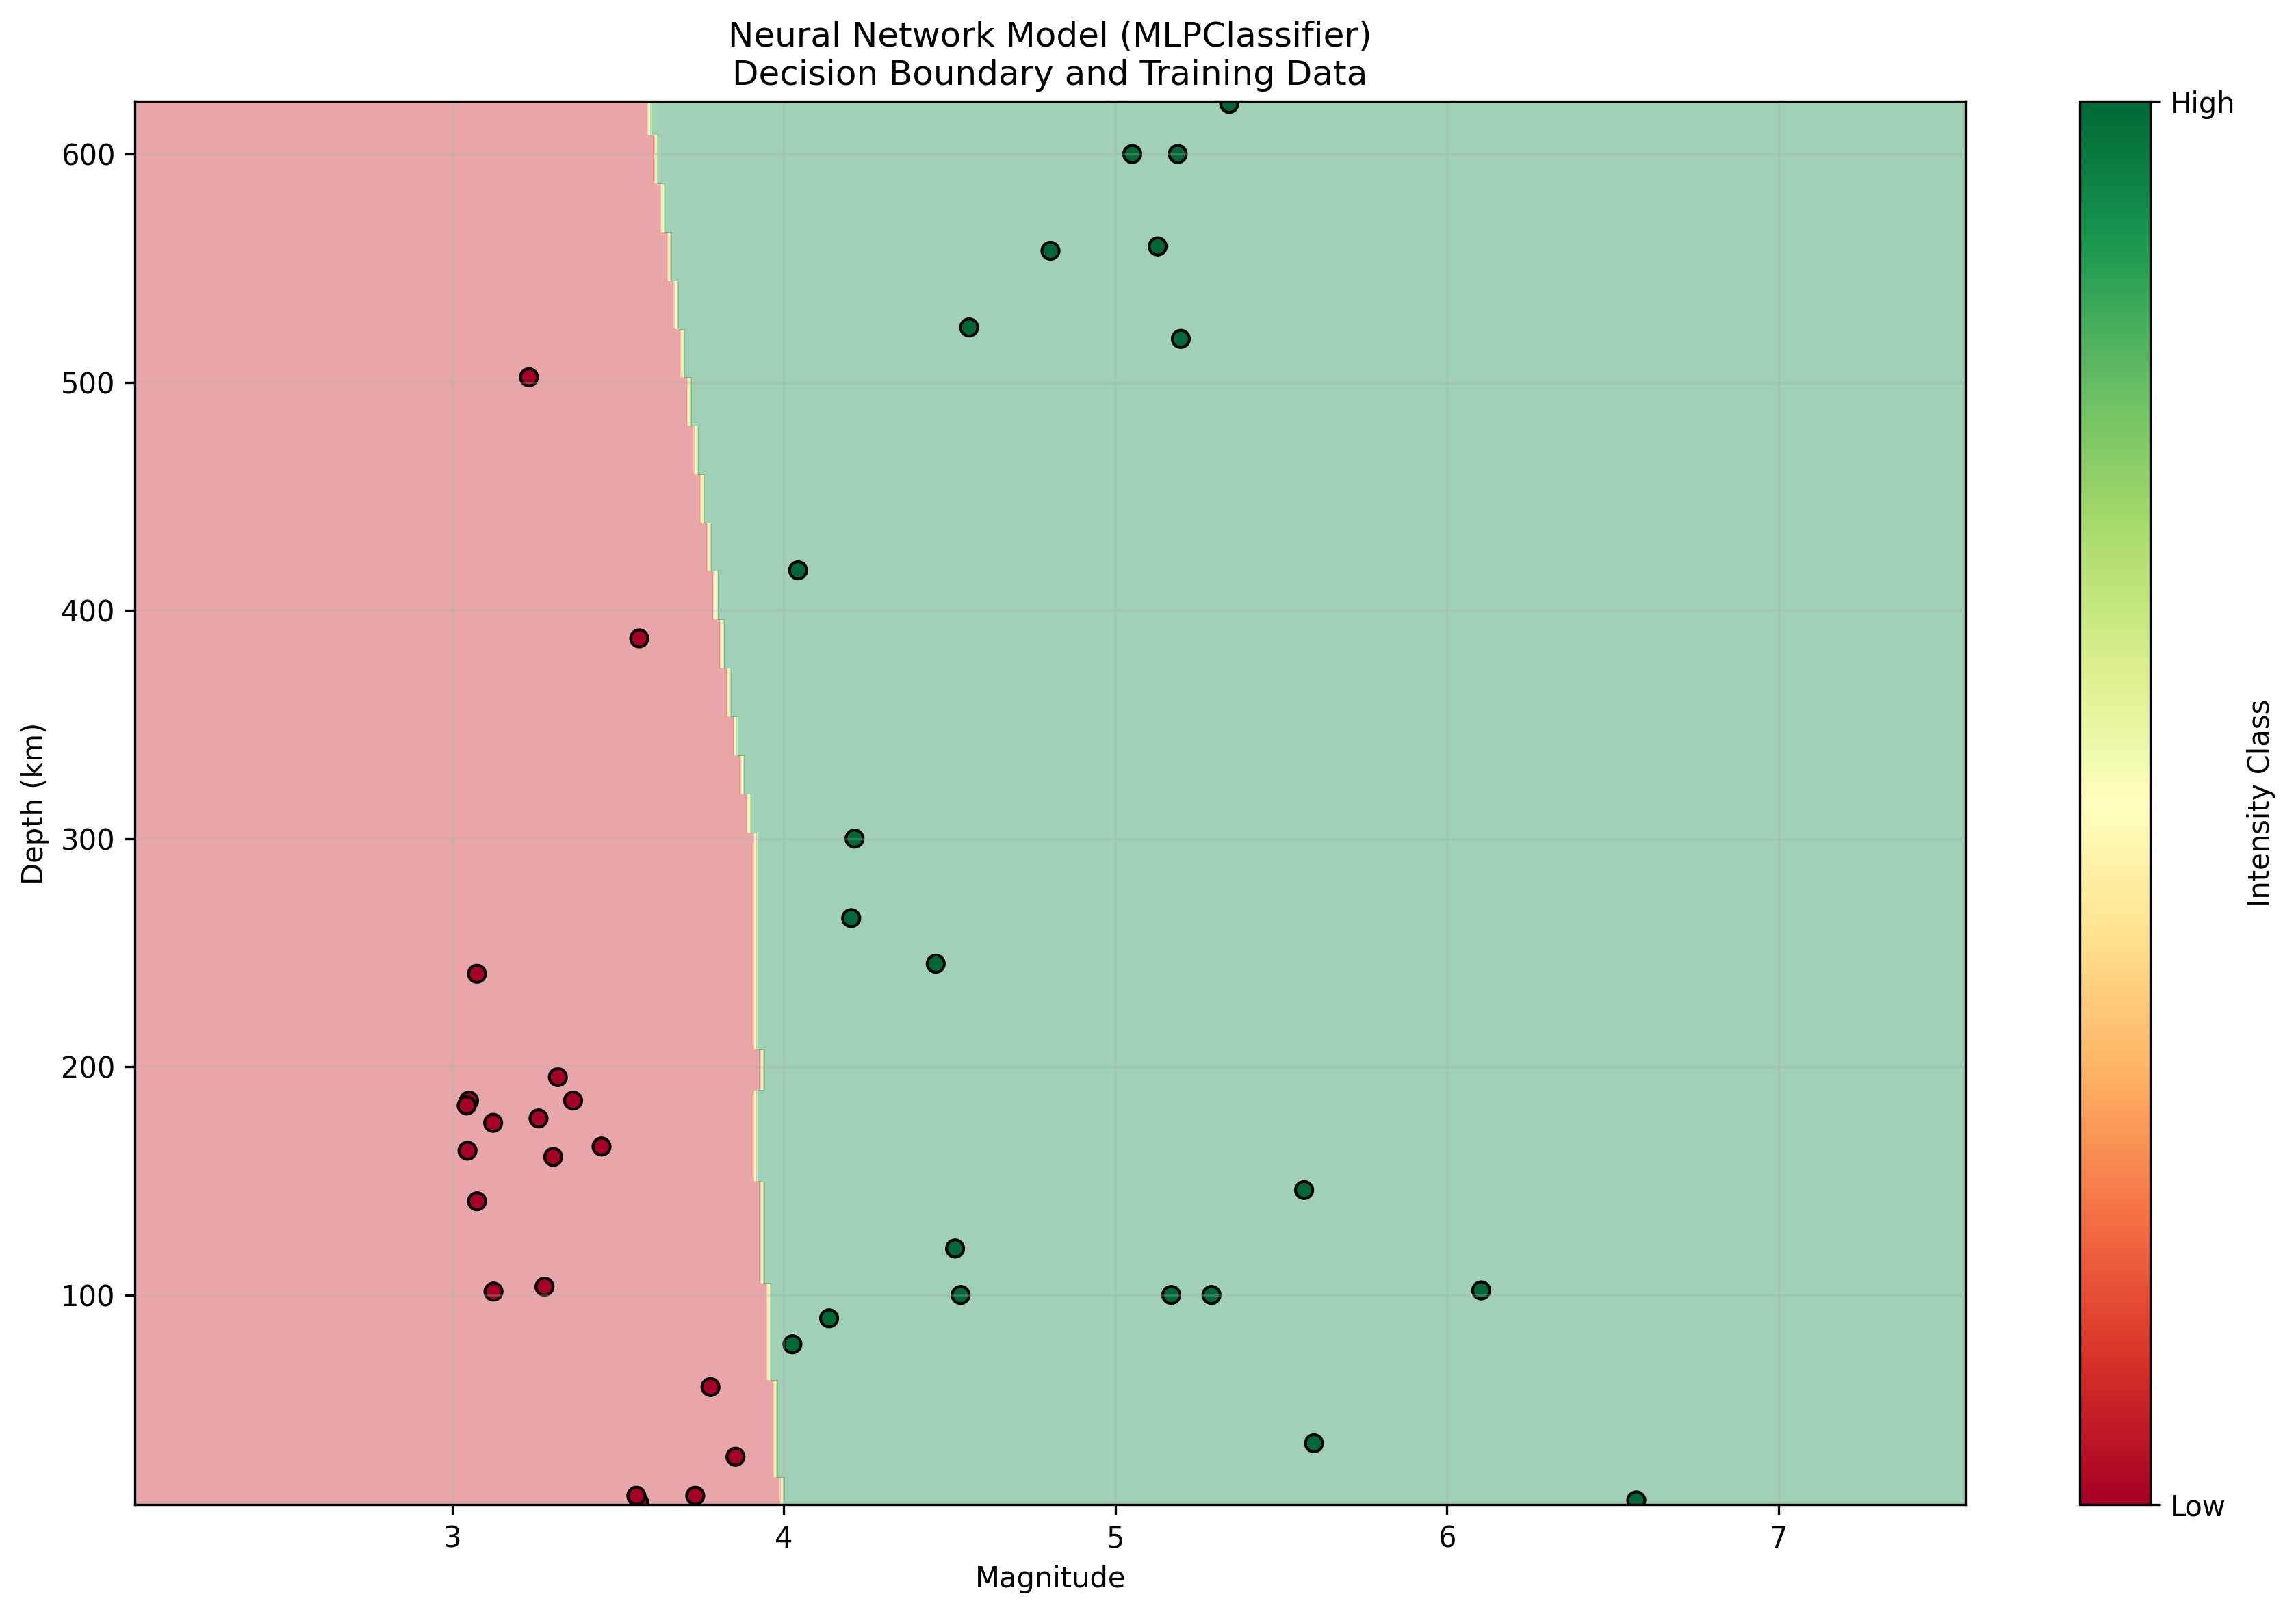 Neural Network Model (MLPClassifier)
Decision Boundary and Training Data
High
600
500
400
300
200
100
Depth (km)
Intensity Class
Low
3 4 5 6 7
Magnitude